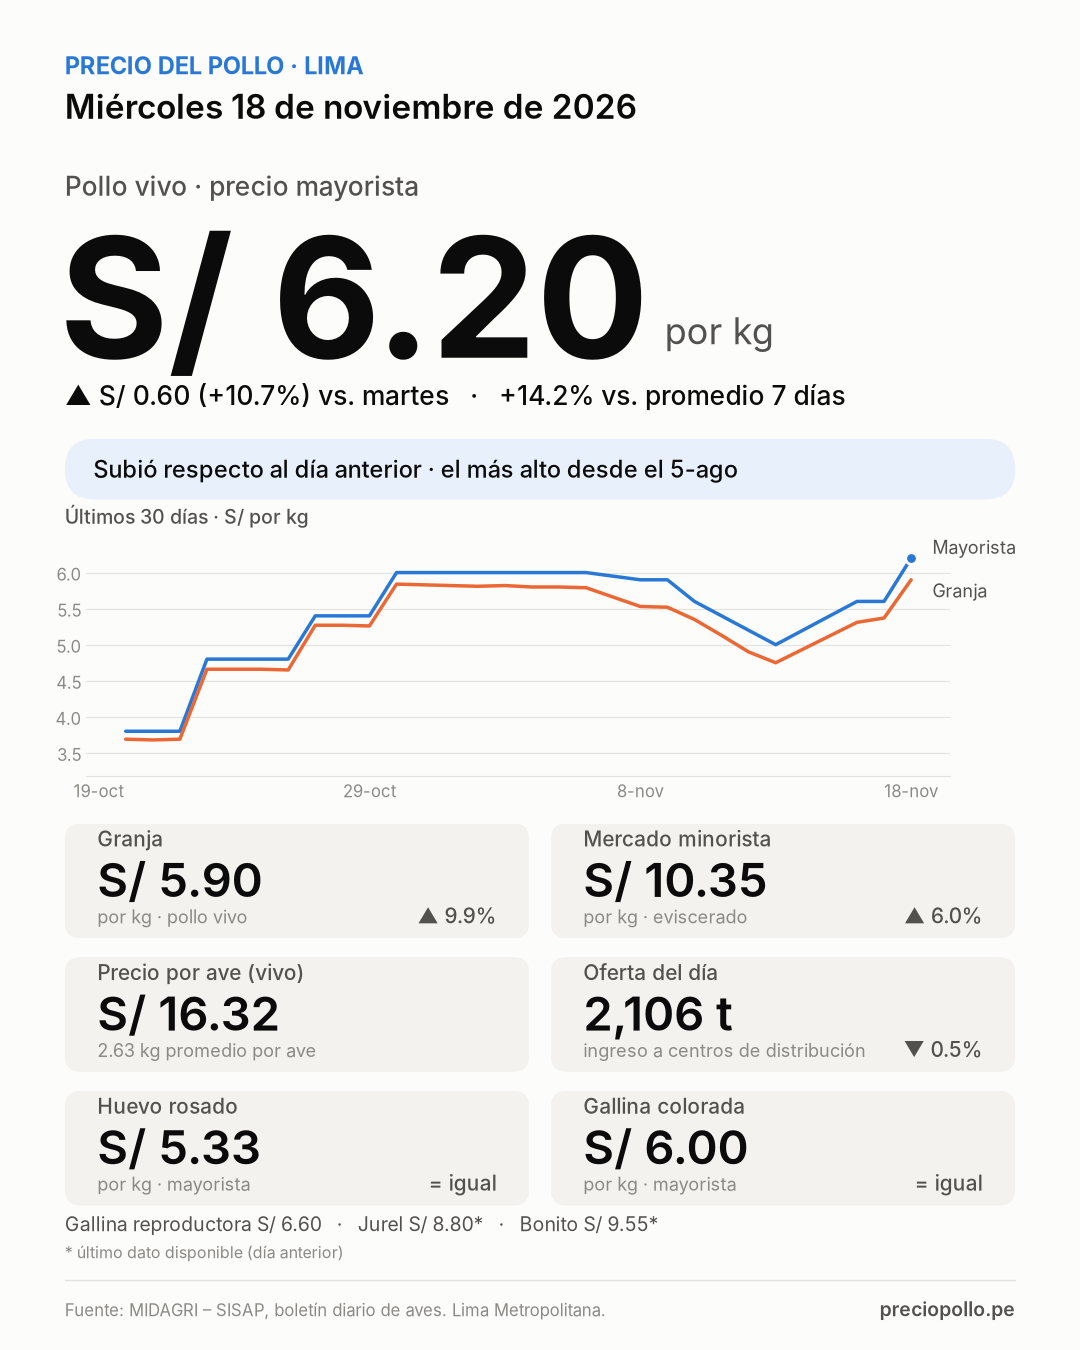 PRECIO DEL POLLO · LIMA
Miércoles 18 de noviembre de 2026
Pollo vivo · precio mayorista
S/ 6.20 por kg
▲ S/ 0.60 (+10.7%) vs. martes · +14.2% vs. promedio 7 días
Subió respecto al día anterior · el más alto desde el 5-ago
Últimos 30 días · S/ por kg
Mayorista
Granja
6.0
5.5
5.0
4.5
4.0
3.5
19-oct 29-oct 8-nov 18-nov
Granja
S/ 5.90
por kg · pollo vivo ▲ 9.9%
Mercado minorista
S/ 10.35
por kg · eviscerado ▲ 6.0%
Precio por ave (vivo)
S/ 16.32
2.63 kg promedio por ave
Oferta del día
2,106 t
ingreso a centros de distribución ▼ 0.5%
Huevo rosado
S/ 5.33
por kg · mayorista = igual
Gallina colorada
S/ 6.00
por kg · mayorista = igual
Gallina reproductora S/ 6.60 · Jurel S/ 8.80* · Bonito S/ 9.55*
* último dato disponible (día anterior)
Fuente: MIDAGRI – SISAP, boletín diario de aves. Lima Metropolitana.
preciopollo.pe